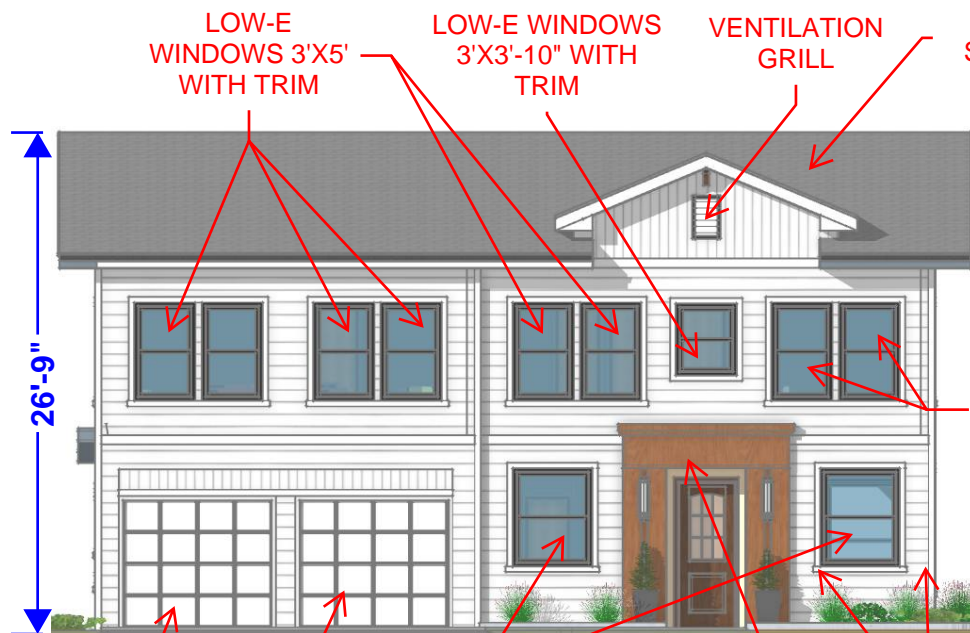 LOW-E
WINDOWS 3'X5'
WITH TRIM
LOW-E WINDOWS
3'X3'-10" WITH
TRIM
VENTILATION
GRILL
S
26'-9"